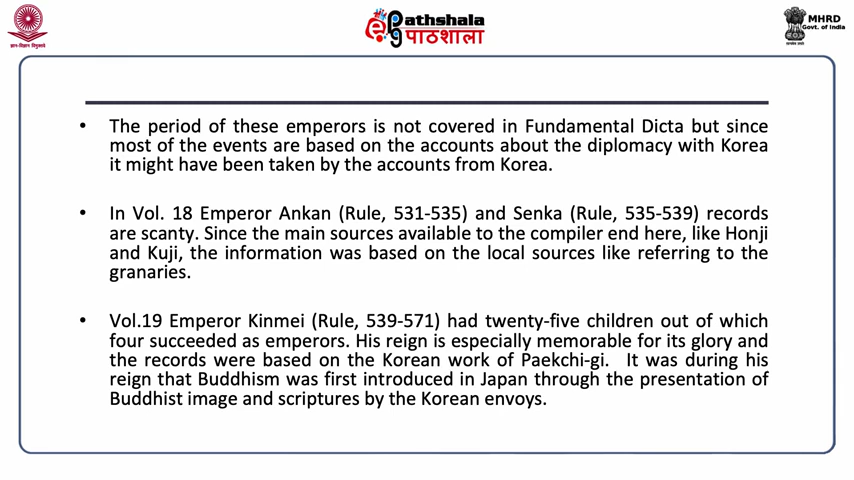 ePathshala
पाठशाला
MHRD
Govt. of India
• The period of these emperors is not covered in Fundamental Dicta but since
most of the events are based on the accounts about the diplomacy with Korea
it might have been taken by the accounts from Korea.
• In Vol. 18 Emperor Ankan (Rule, 531-535) and Senka (Rule, 535-539) records
are scanty. Since the main sources available to the compiler end here, like Honji
and Kuji, the information was based on the local sources like referring to the
granaries.
• Vol.19 Emperor Kinmei (Rule, 539-571) had twenty-five children out of which
four succeeded as emperors. His reign is especially memorable for its glory and
the records were based on the Korean work of Paekchi-gi. It was during his
reign that Buddhism was first introduced in Japan through the presentation of
Buddhist image and scriptures by the Korean envoys.